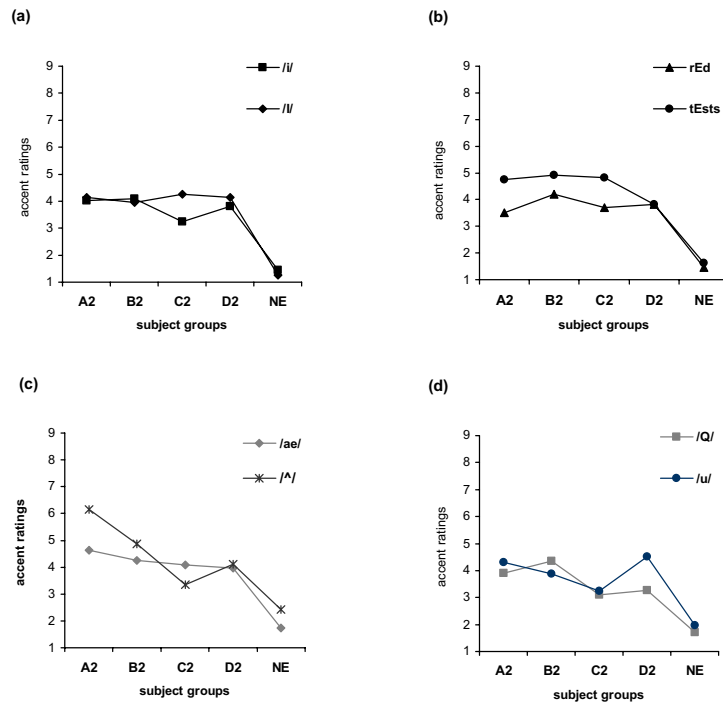 (a)
9
8
7
6
5
4
3
2
1
accent ratings
/i/
/I/
A2 B2 C2 D2 NE
subject groups
(b)
9
8
7
6
5
4
3
2
1
accent ratings
rEd
tEsts
A2 B2 C2 D2 NE
subject groups
(c)
9
8
7
6
5
4
3
2
1
accent ratings
/ae/
/^/
A2 B2 C2 D2 NE
subject groups
(d)
9
8
7
6
5
4
3
2
1
accent ratings
/Q/
/u/
A2 B2 C2 D2 NE
subject groups